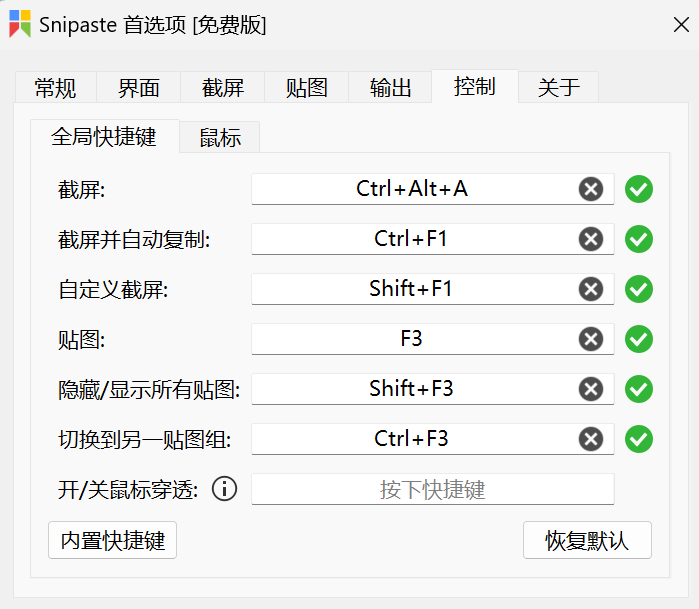 Snipaste 首选项 [免费版]
常规 界面 截屏 贴图 输出 控制 关于
全局快捷键 鼠标
截屏: Ctrl+Alt+A
截屏并自动复制: Ctrl+F1
自定义截屏: Shift+F1
贴图: F3
隐藏/显示所有贴图: Shift+F3
切换到另一贴图组: Ctrl+F3
开/关鼠标穿透: 按下快捷键
内置快捷键 恢复默认